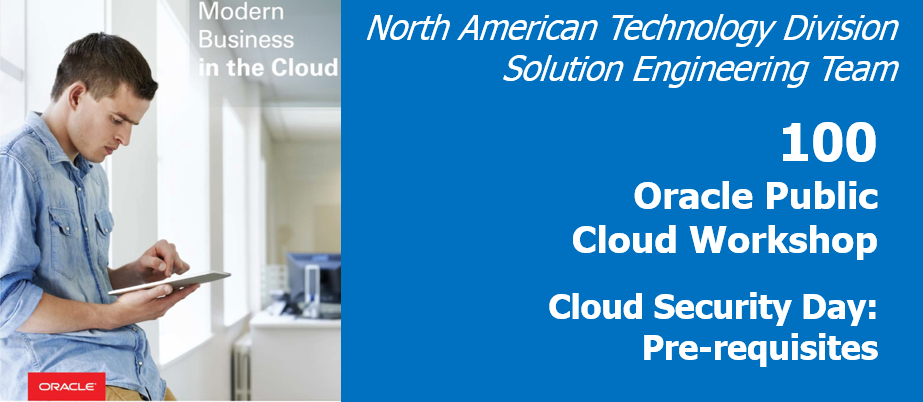 Modern
Business
in the Cloud
ORACLE
North American Technology Division
Solution Engineering Team
100
Oracle Public
Cloud Workshop
Cloud Security Day:
Pre-requisites